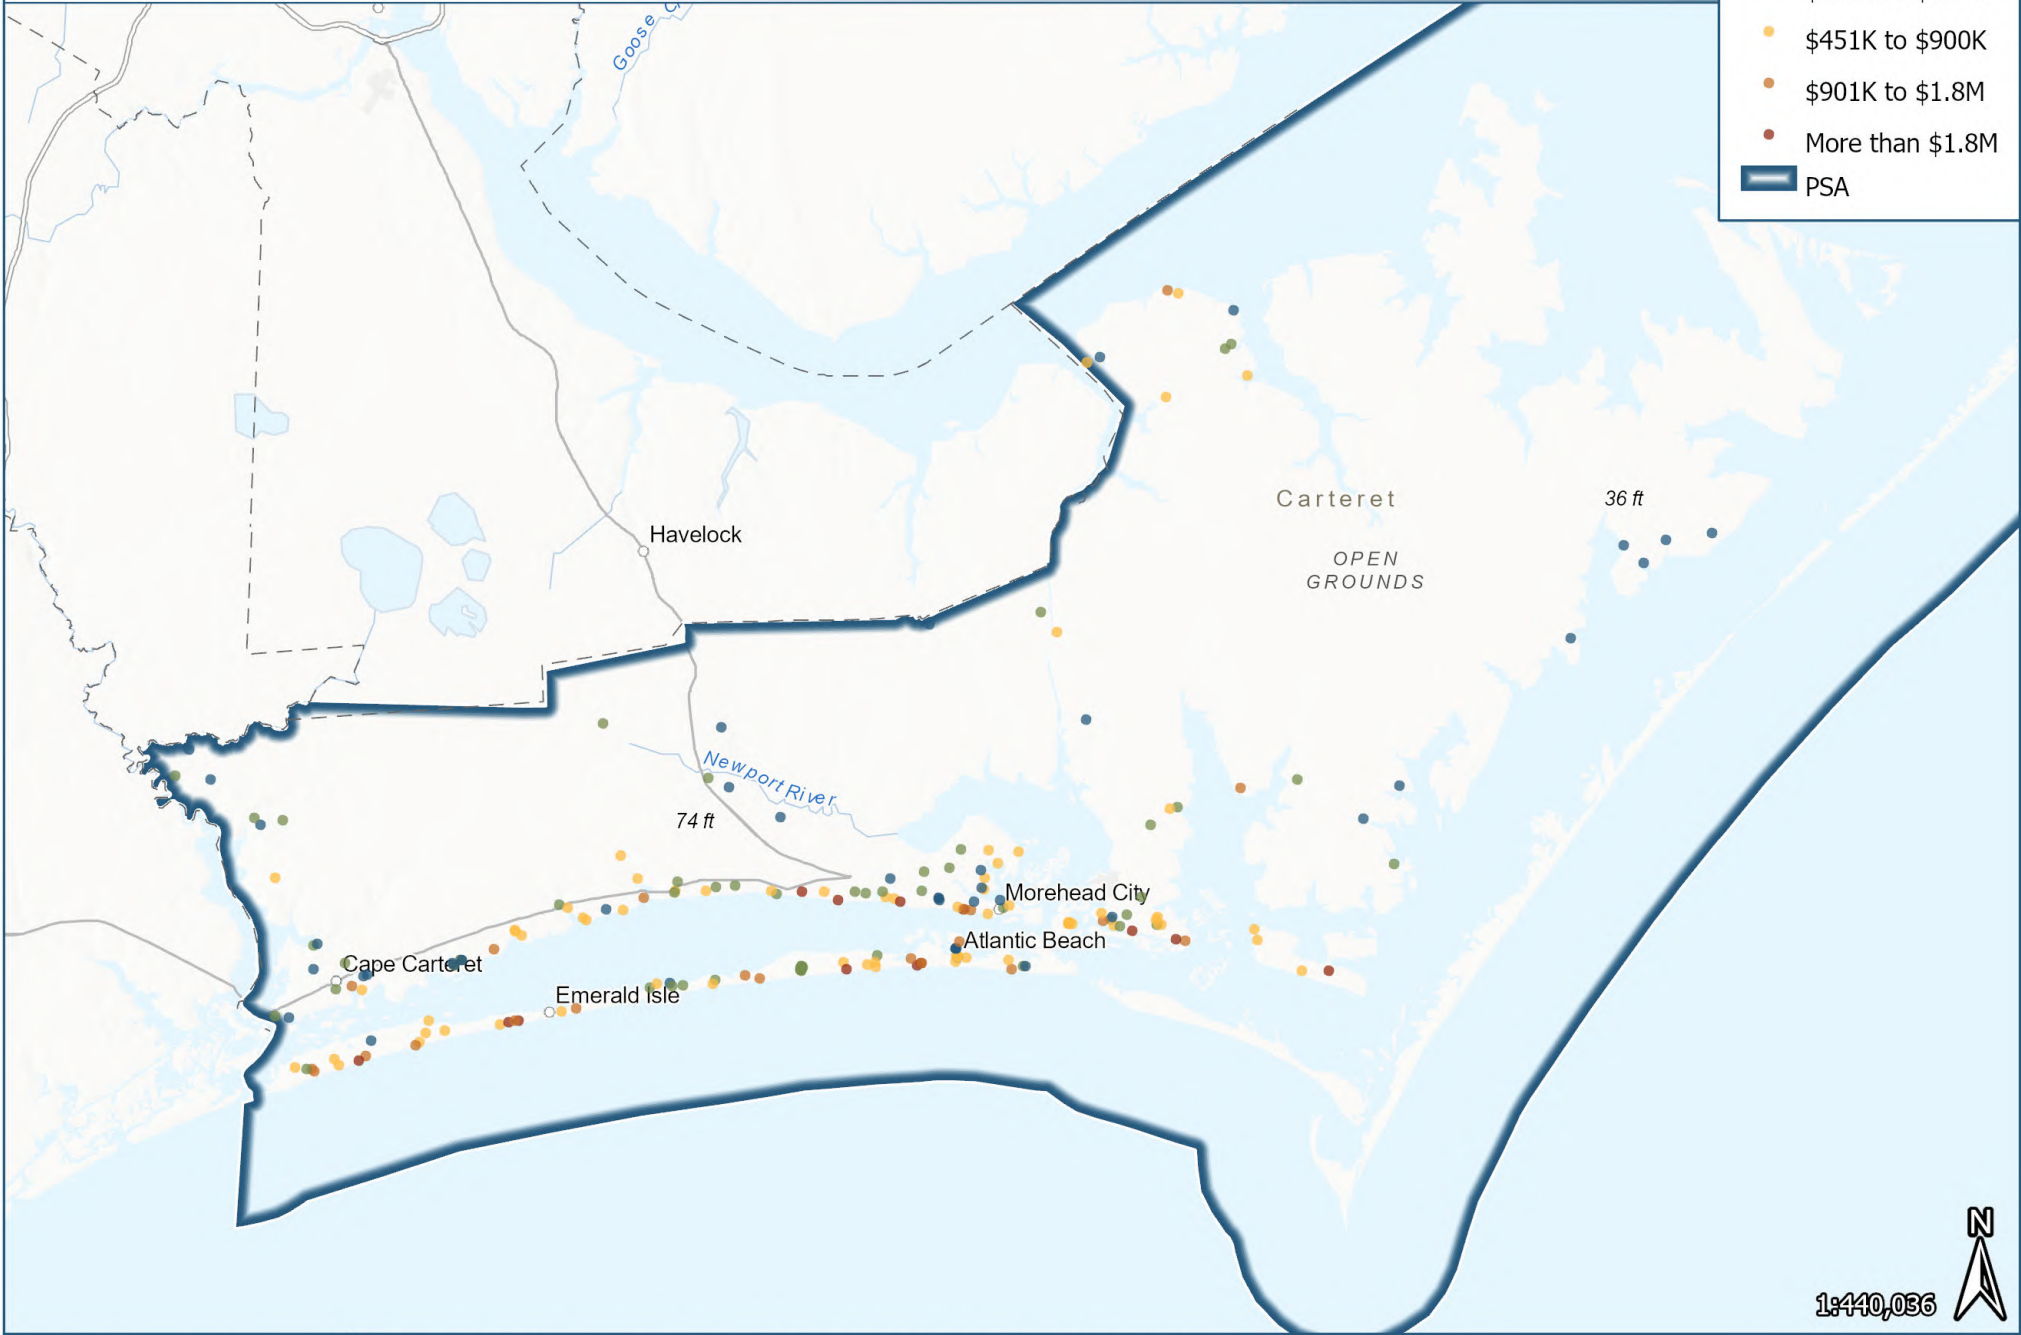 $451K to $900K
$901K to $1.8M
More than $1.8M
PSA
Goose
Carteret
36 ft
Havelock
OPEN
GROUNDS
Newport River
74 ft
Morehead City
Atlantic Beach
Cape Carteret
Emerald Isle
N
1:440,036